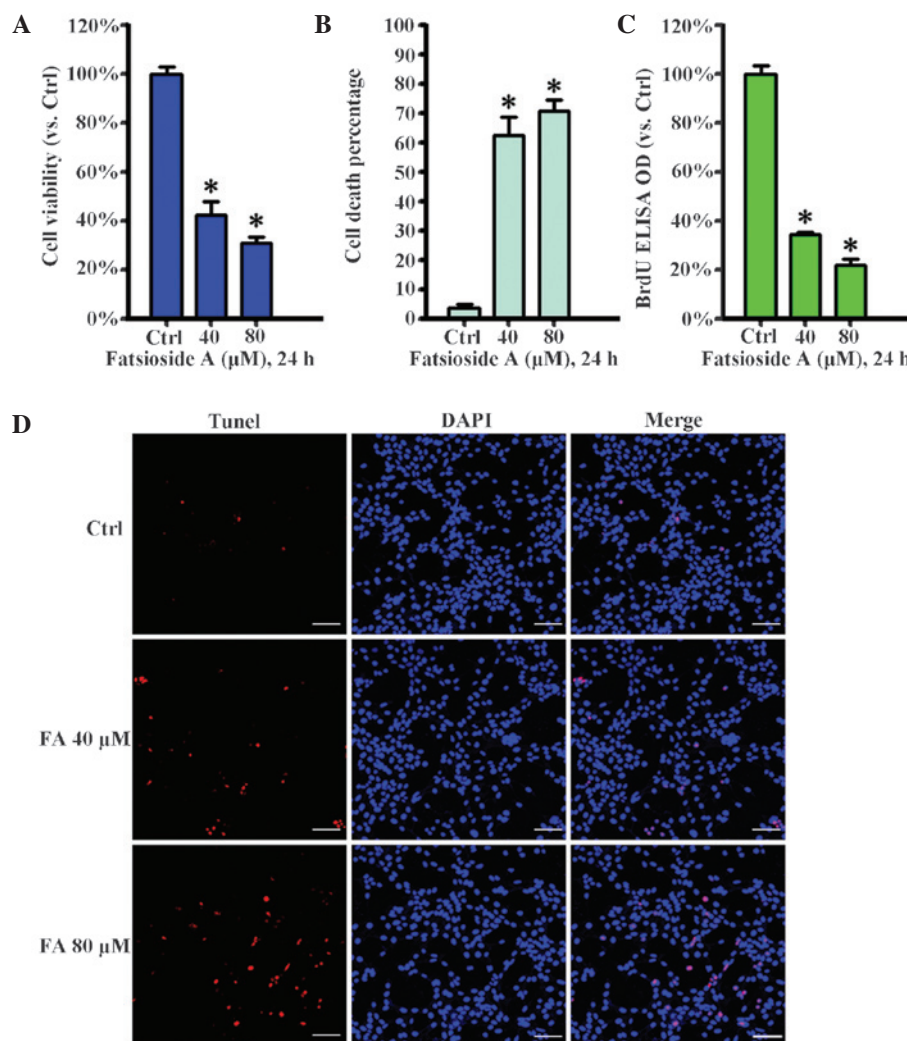 A
Cell viability (vs. Ctrl)
120%
100%
80%
60%
40%
20%
0%
*
*
Ctrl 40 80
Fatsioside A (µM), 24 h
B
Cell death percentage
100
90
80
70
60
50
40
30
20
10
0
*
*
Ctrl 40 80
Fatsioside A (µM), 24 h
C
BrdU ELISA OD (vs. Ctrl)
120%
100%
80%
60%
40%
20%
0%
*
*
Ctrl 40 80
Fatsioside A (µM), 24 h
D
Tunel DAPI Merge
Ctrl
FA 40 µM
FA 80 µM